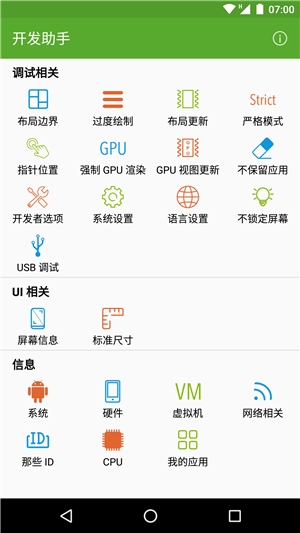 H 07:00
开发助手
调试相关
Strict
布局边界 过度绘制 布局更新 严格模式
GPU
指针位置 强制 GPU 渲染 GPU 视图更新 不保留应用
开发者选项 系统设置 语言设置 不锁定屏幕
USB 调试
UI 相关
屏幕信息 标准尺寸
信息
VM
系统 硬件 虚拟机 网络相关
ID
那些 ID CPU 我的应用